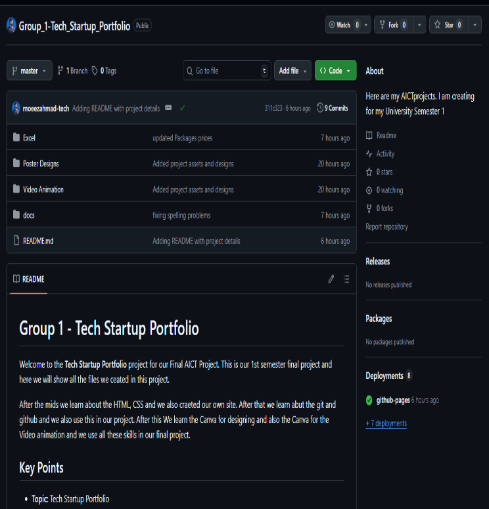 Group_1-Tech_Startup_Portfolio Public
Watch 0 Fork 0 Star 0
master 1 Branch 0 Tags Go to file t Add file Code
moeezahmad-tech Adding README with project details 6 hours ago 9 Commits
Excel updated Packages prices 7 hours ago
Poster Designs Added project assets and designs 20 hours ago
Video Animation Added project assets and designs 20 hours ago
docs fixing spelling problems 7 hours ago
README.md Adding README with project details 6 hours ago
README
Group 1 - Tech Startup Portfolio
Welcome to the Tech Startup Portfolio project for our Final AICT Project. This is our 1st semester final project and
here we will show all the files we ceated in this project.
After the mids we learn about the HTML, CSS and we also craeted our own site. After that we learn abut the git and
github and we also use this in our project. After this We learn the Canva for designing and also the Canva for the
Video animation and we use all these skills in our final project.
Key Points
Topic: Tech Startup Portfolio
About
Here are my AICTprojects. I am creating
for my University Semester 1
Readme
Activity
0 stars
0 watching
0 forks
Report repository
Releases
No releases published
Packages
No packages published
Deployments 8
github-pages 6 hours ago
+ 7 deployments